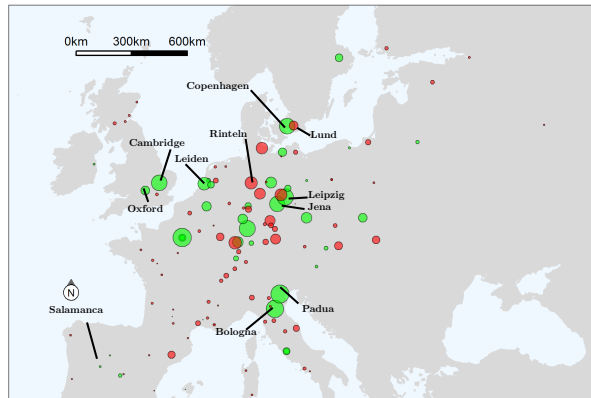 0km 300km 600km
Copenhagen
Lund
Rinteln
Cambridge
Leiden
Leipzig
Jena
Oxford
N
Salamanca
Padua
Bologna